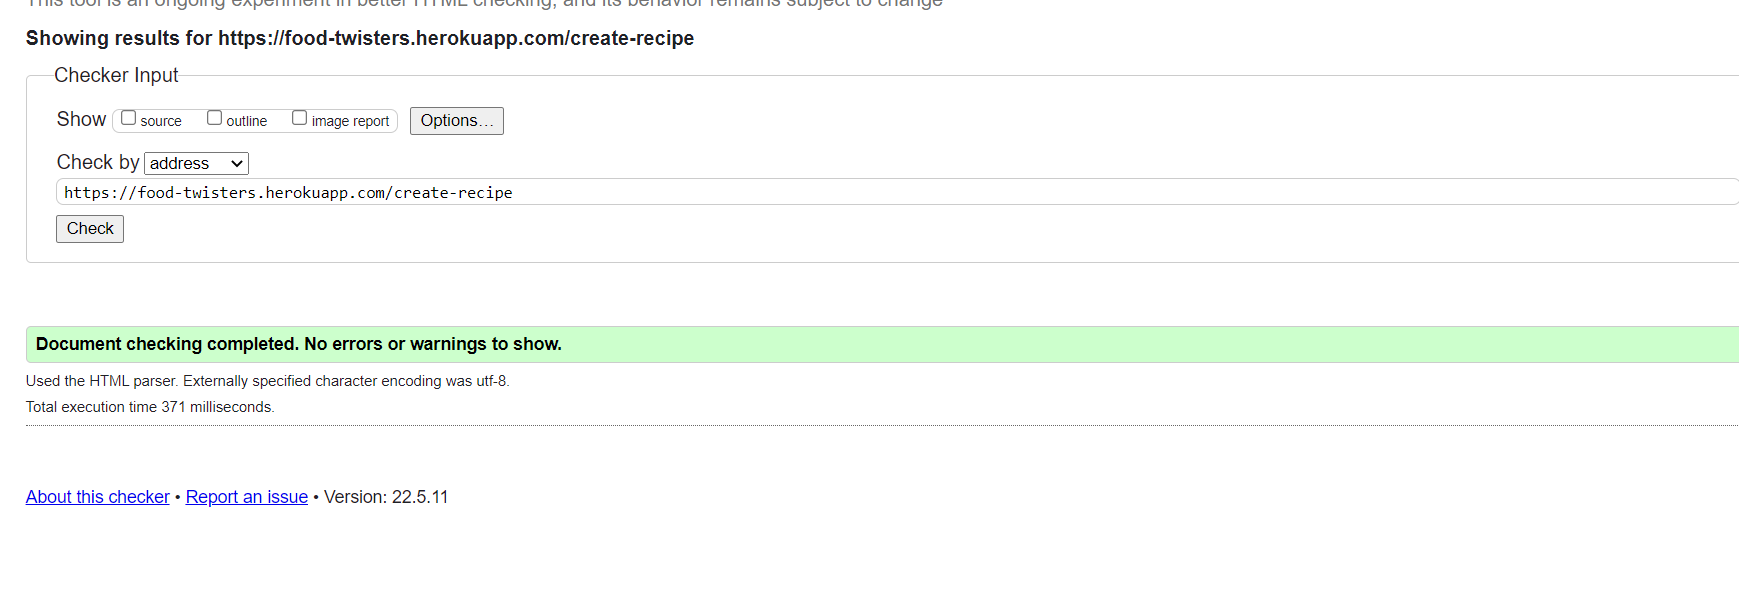 This tool is an ongoing experiment in better HTML checking, and its behavior remains subject to change
Showing results for https://food-twisters.herokuapp.com/create-recipe
Checker Input
Show source outline image report Options...
Check by address
https://food-twisters.herokuapp.com/create-recipe
Check
Document checking completed. No errors or warnings to show.
Used the HTML parser. Externally specified character encoding was utf-8.
Total execution time 371 milliseconds.
About this checker • Report an issue • Version: 22.5.11